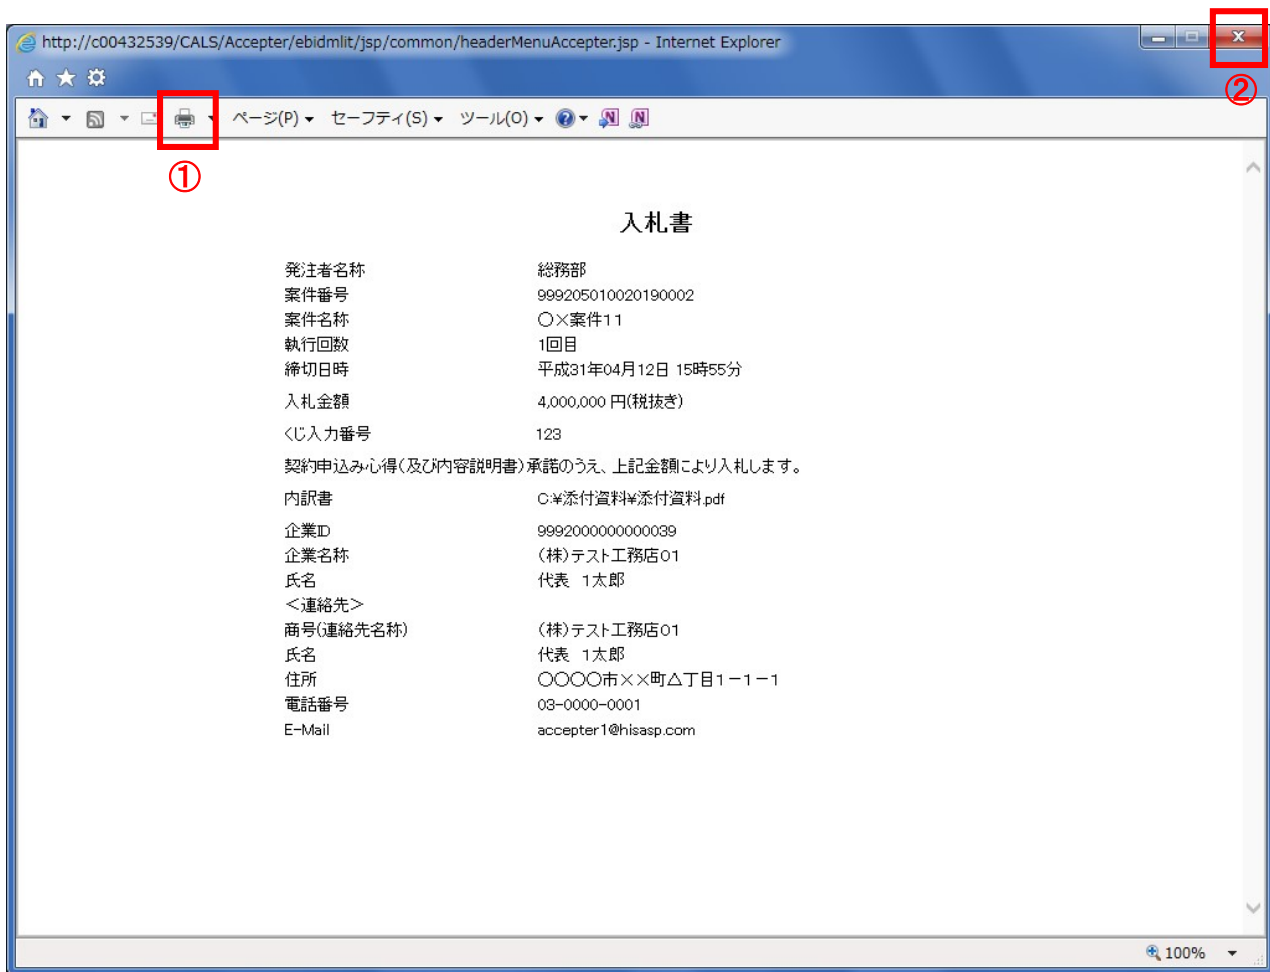 http://c00432539/CALS/Accepter/ebidmlit/jsp/common/headerMenuAccepter.jsp - Internet Explorer
②
ページ(P) セーフティ(S) ツール(O)
①
入札書
発注者名称 総務部
案件番号 999205010020190002
案件名称 〇×案件11
執行回数 1回目
締切日時 平成31年04月12日 15時55分
入札金額 4,000,000 円(税抜き)
くじ入力番号 123
契約申込み心得(及び内容説明書)承諾のうえ、上記金額により入札します。
内訳書 C:¥添付資料¥添付資料.pdf
企業ID 9992000000000039
企業名称 (株)テスト工務店01
氏名 代表 1太郎
<連絡先>
商号(連絡先名称) (株)テスト工務店01
氏名 代表 1太郎
住所 〇〇〇〇市××町△丁目1-1-1
電話番号 03-0000-0001
E-Mail accepter1@hisasp.com
100%